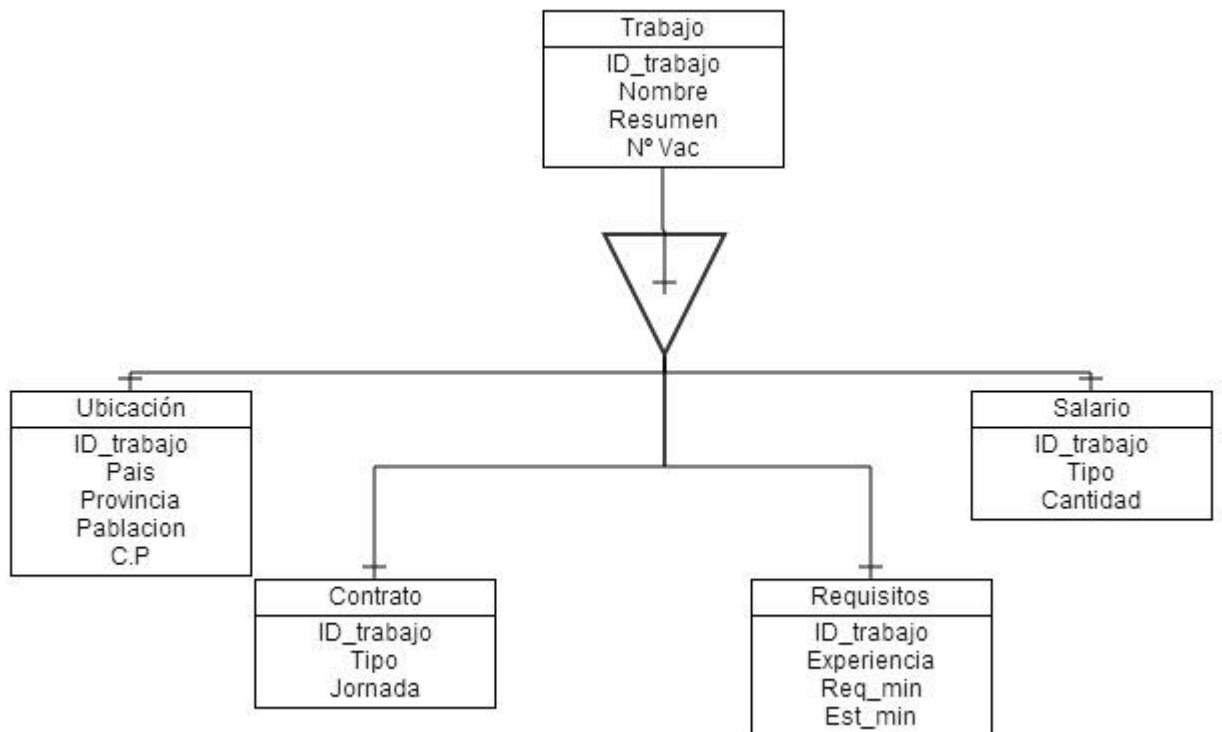 Trabajo
ID_trabajo
Nombre
Resumen
Nº Vac
Ubicación
ID_trabajo
Pais
Provincia
Pablacion
C.P
Salario
ID_trabajo
Tipo
Cantidad
Contrato
ID_trabajo
Tipo
Jornada
Requisitos
ID_trabajo
Experiencia
Req_min
Est_min